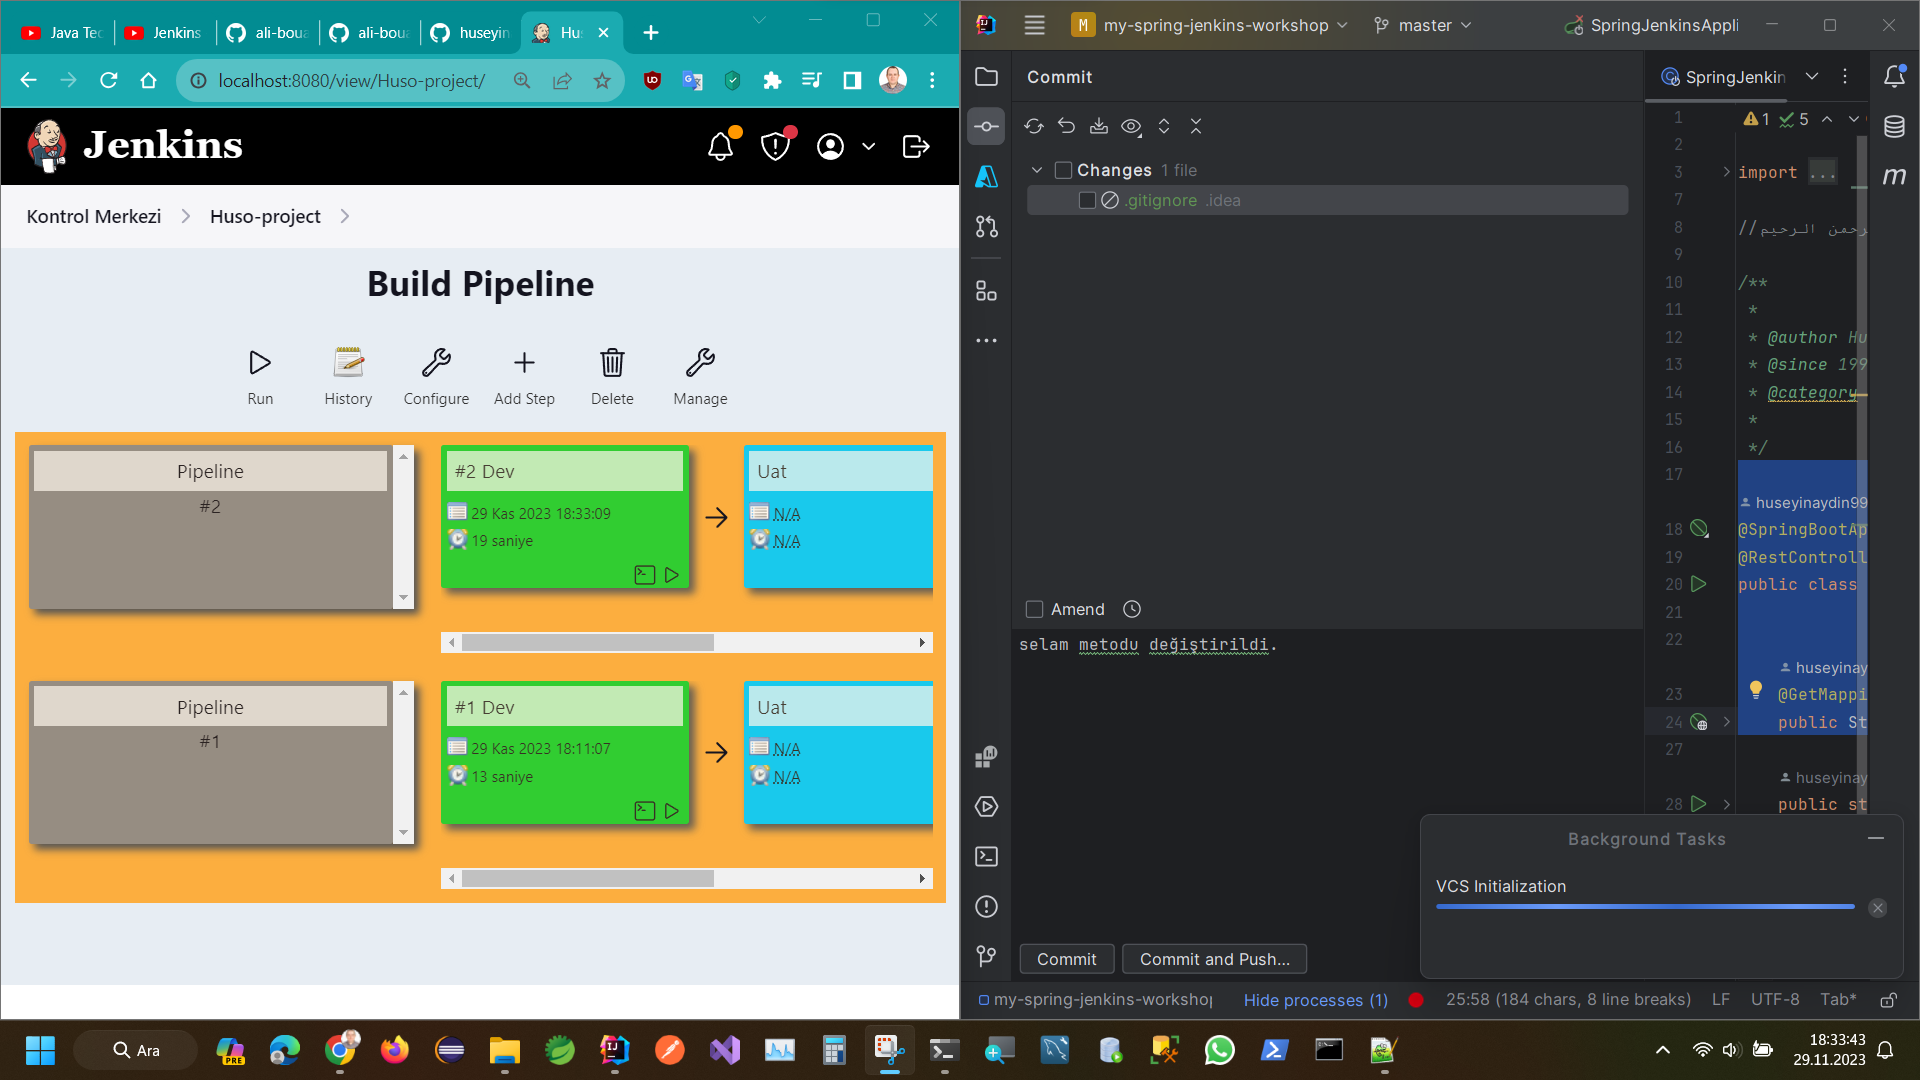 Java Tec
Jenkins
ali-boua
ali-boua
huseyin
Hus
localhost:8080/view/Huso-project/
Jenkins
Kontrol Merkezi
Huso-project
Build Pipeline
Run
History
Configure
Add Step
Delete
Manage
Pipeline
#2
#2 Dev
29 Kas 2023 18:33:09
19 saniye
Uat
N/A
N/A
Pipeline
#1
#1 Dev
29 Kas 2023 18:11:07
13 saniye
Uat
N/A
N/A
M
my-spring-jenkins-workshop
master
SpringJenkinsAppli
Commit
Changes 1 file
.gitignore .idea
Amend
selam metodu değiştirildi.
Commit
Commit and Push...
SpringJenkin
1
1 5
2
3 import ...
7
8 //رحمن الرحيم
9
10 /**
11 *
12 * @author Hu
13 * @since 199
14 * @category
15 *
16 */
17
huseyinaydin99
18 @SpringBootAp
19 @RestControll
20 public class
21
22
huseyinay
23 @GetMappi
24 public St
27
huseyinay
28 public st
Background Tasks
VCS Initialization
my-spring-jenkins-workshop
Hide processes (1)
25:58 (184 chars, 8 line breaks)
LF
UTF-8
Tab*
Ara
PRE
18:33:43
29.11.2023